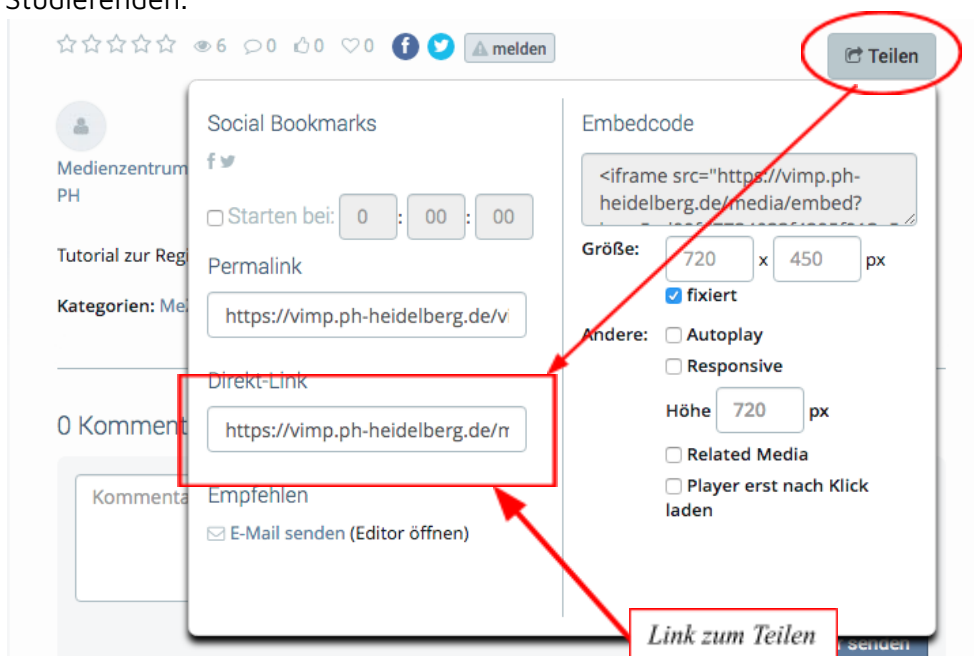 Studierenden.
6 0 0 0 f melden
Teilen
Medienzentrum
PH
Tutorial zur Regi
Kategorien: Me
0 Komment
Kommenta
Social Bookmarks
Starten bei: 0 : 00 : 00
Permalink
https://vimp.ph-heidelberg.de/v
Direkt-Link
https://vimp.ph-heidelberg.de/m
Empfehlen
E-Mail senden (Editor öffnen)
Embedcode
<iframe src="https://vimp.ph-
heidelberg.de/media/embed?
Größe: 720 x 450 px
fixiert
Andere: Autoplay
Responsive
Höhe 720 px
Related Media
Player erst nach Klick
laden
Link zum Teilen
senden